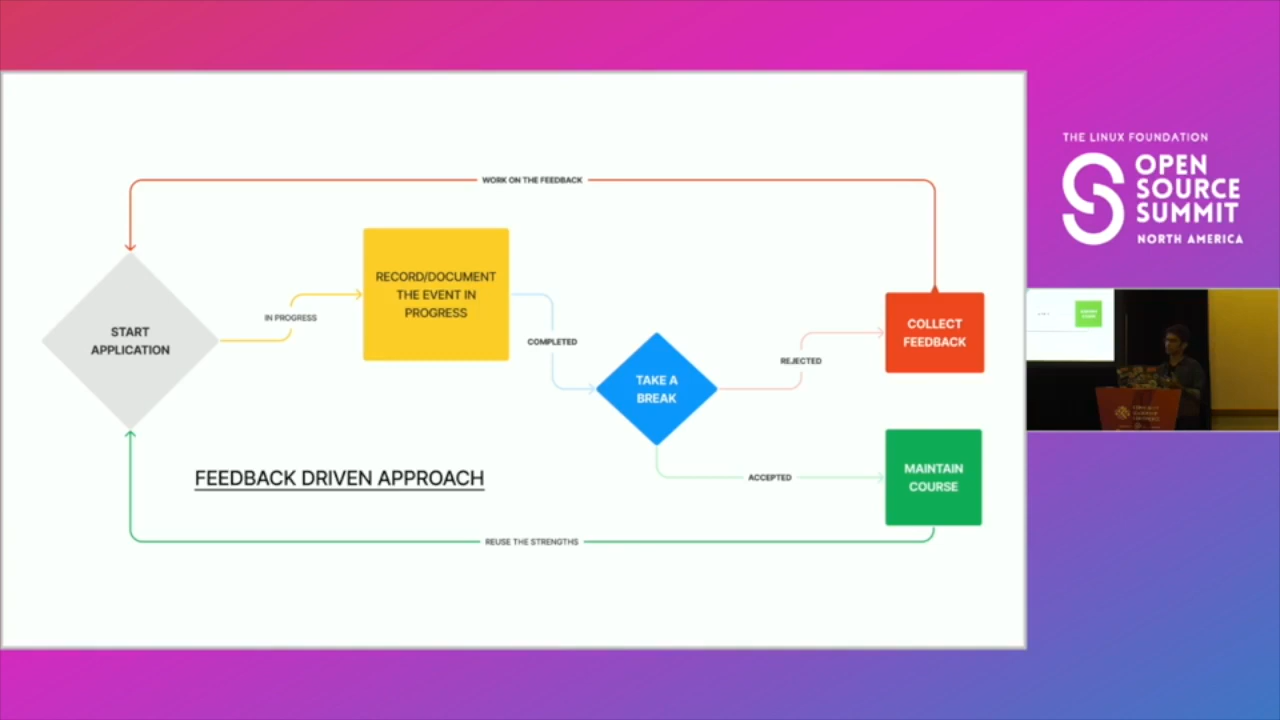 WORK ON THE FEEDBACK
RECORD/DOCUMENT
THE EVENT IN
PROGRESS
START
APPLICATION
IN PROGRESS
COMPLETED
TAKE A
BREAK
REJECTED
COLLECT
FEEDBACK
ACCEPTED
MAINTAIN
COURSE
FEEDBACK DRIVEN APPROACH
REUSE THE STRENGTHS
THE LINUX FOUNDATION
OPEN
SOURCE
SUMMIT
NORTH AMERICA